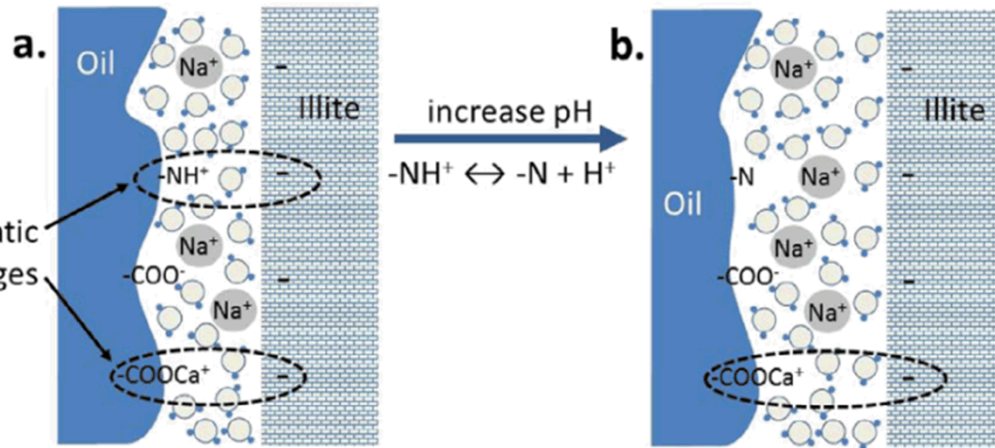 a.
Oil
Na⁺
-
Illite
-NH⁺
-
Na⁺
-COO⁻
-
Na⁺
-COOCa⁺
-
increase pH
-NH⁺ ↔ -N + H⁺
b.
Na⁺
-
Illite
-N
Na⁺
-
Oil
Na⁺
-COO⁻
-
Na⁺
-COOCa⁺
-